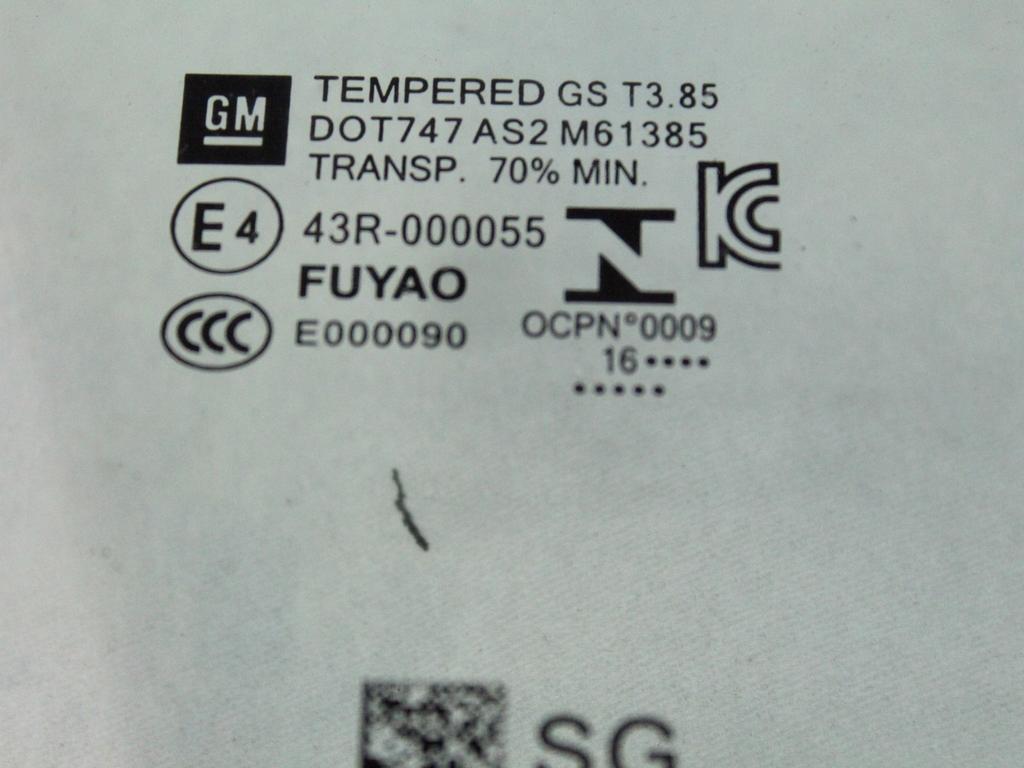 GM
TEMPERED GS T3.85
DOT747 AS2 M61385
TRANSP. 70% MIN.
E4 43R-000055
KC
FUYAO
CCC E000090
OCPN°0009
16••••
•••••
SG